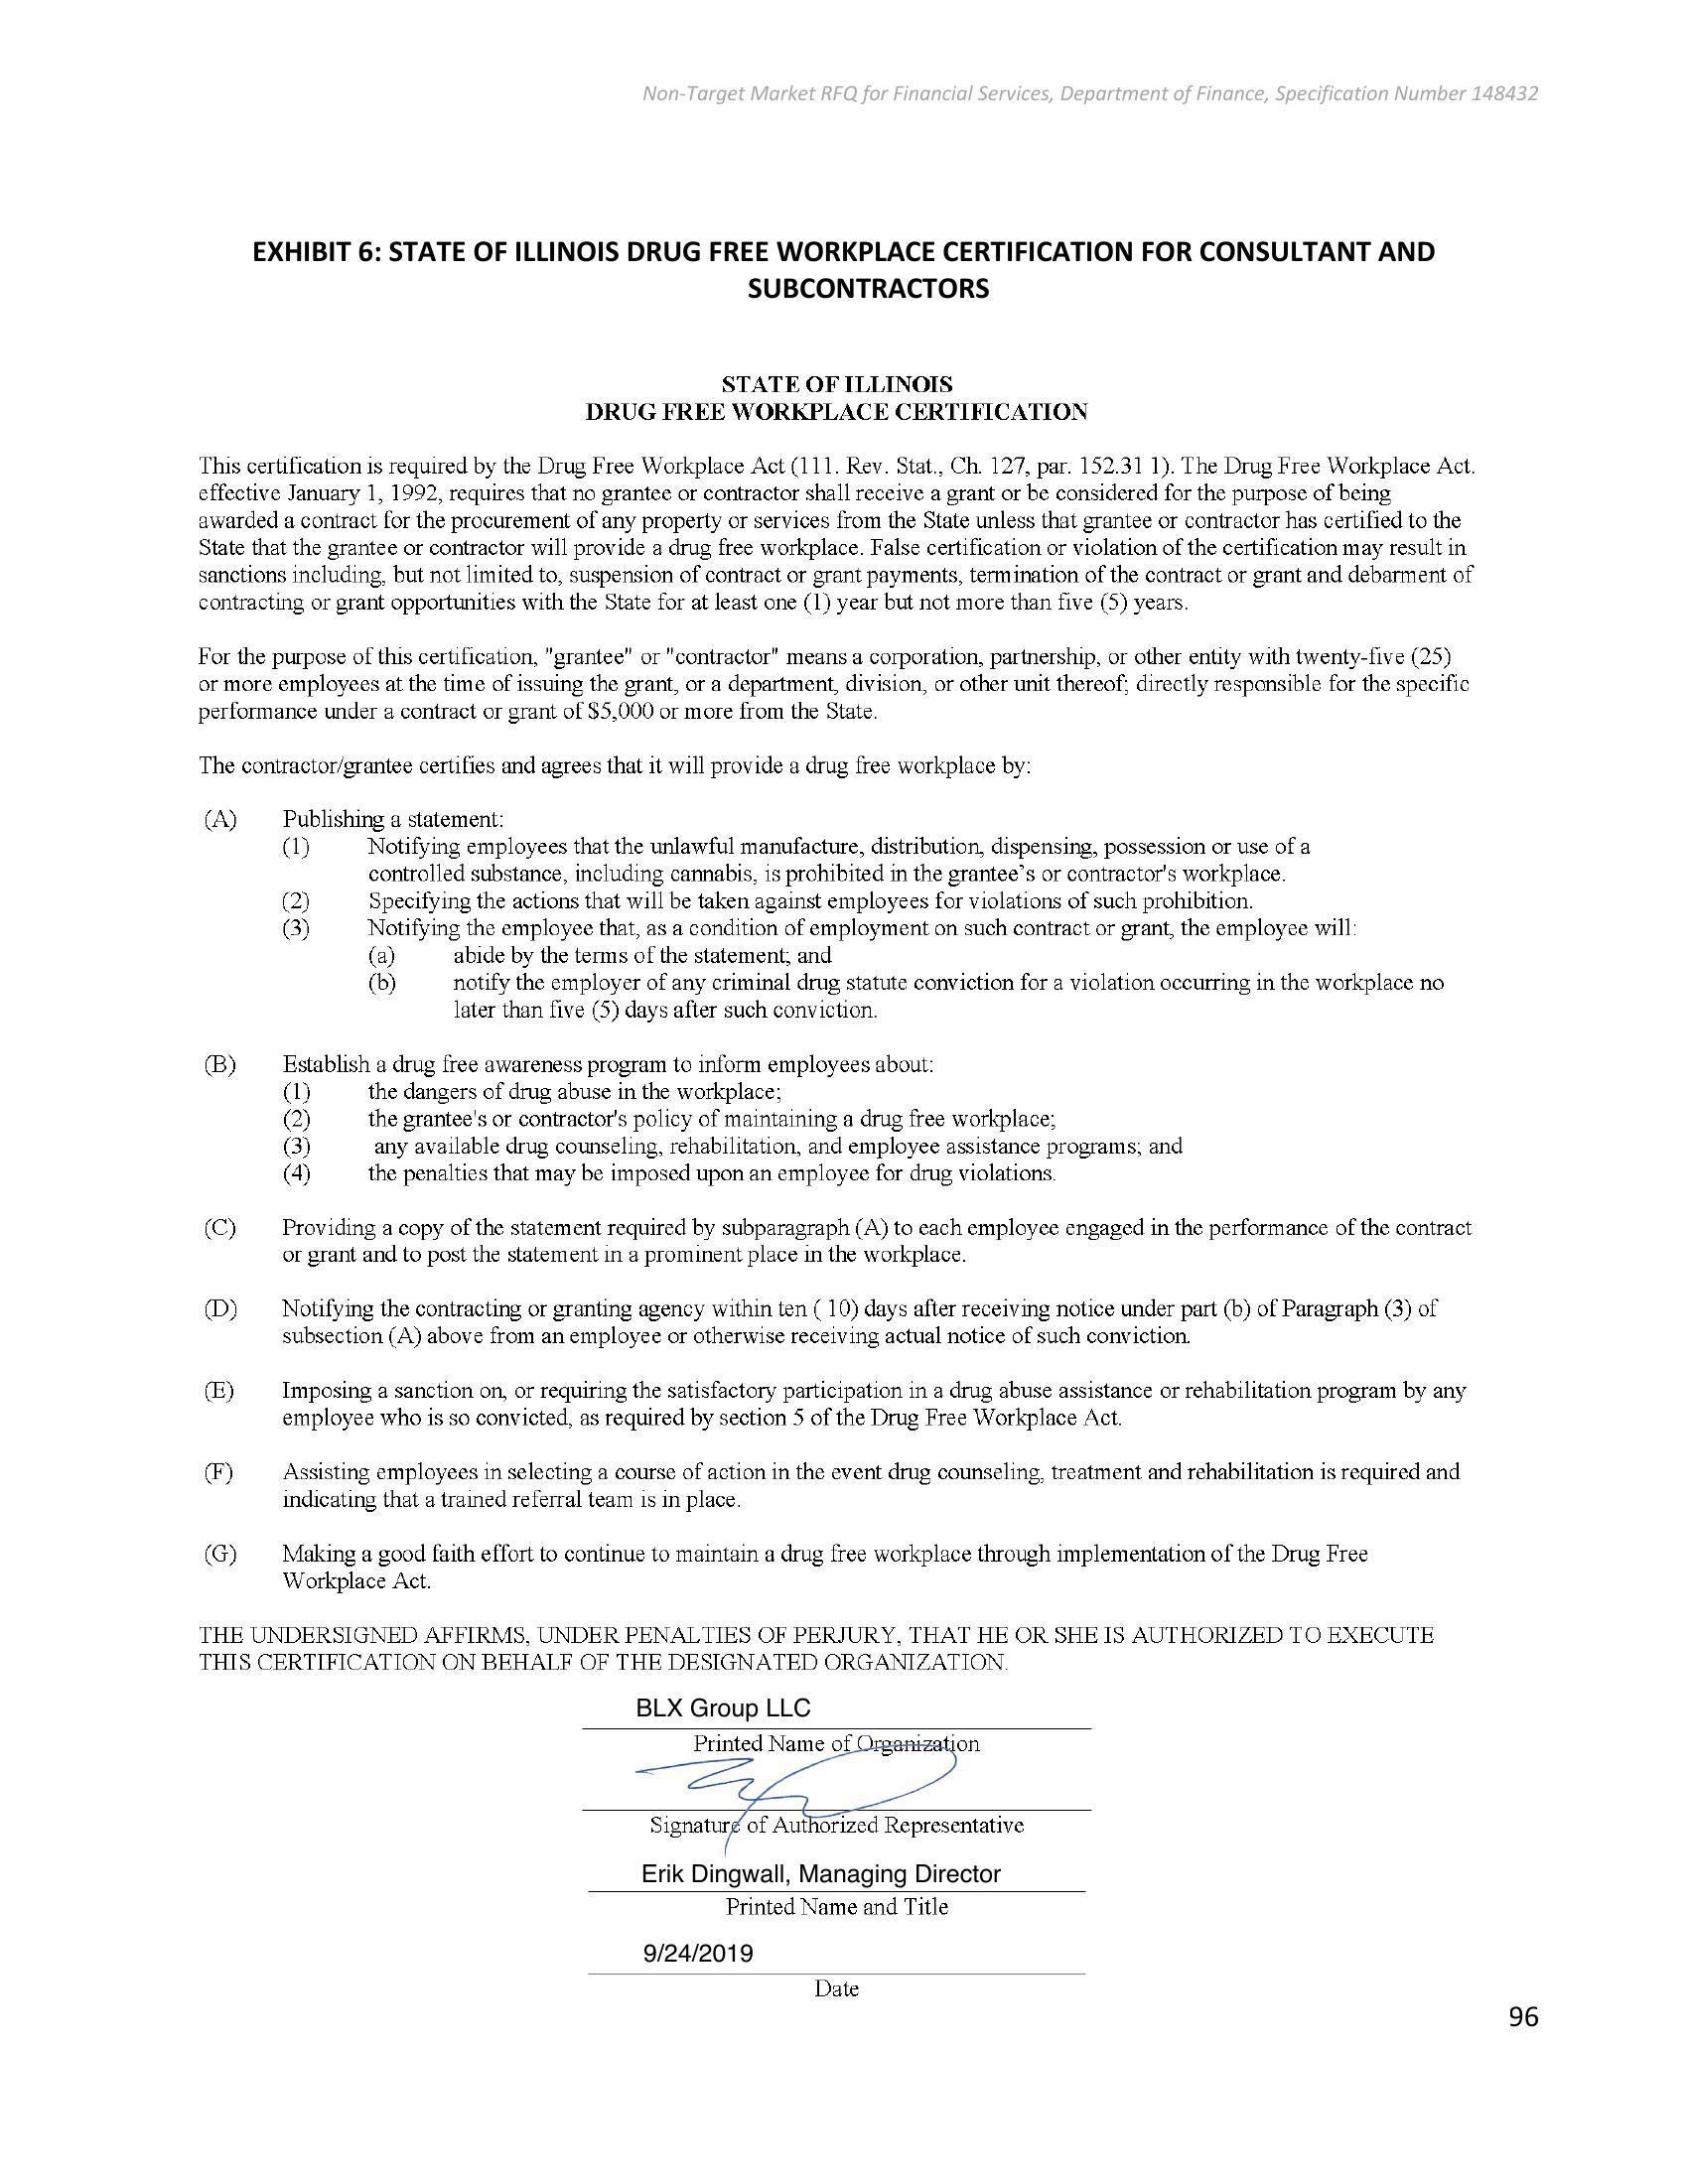 Non-Target Market RFQ for Financial Services, Department of Finance, Specification Number 148432
EXHIBIT 6: STATE OF ILLINOIS DRUG FREE WORKPLACE CERTIFICATION FOR CONSULTANT AND
SUBCONTRACTORS
STATE OF ILLINOIS
DRUG FREE WORKPLACE CERTIFICATION
This certification is required by the Drug Free Workplace Act (111. Rev. Stat., Ch. 127, par. 152.31 1). The Drug Free Workplace Act.
effective January 1, 1992, requires that no grantee or contractor shall receive a grant or be considered for the purpose of being
awarded a contract for the procurement of any property or services from the State unless that grantee or contractor has certified to the
State that the grantee or contractor will provide a drug free workplace. False certification or violation of the certification may result in
sanctions including, but not limited to, suspension of contract or grant payments, termination of the contract or grant and debarment of
contracting or grant opportunities with the State for at least one (1) year but not more than five (5) years.
For the purpose of this certification, "grantee" or "contractor" means a corporation, partnership, or other entity with twenty-five (25)
or more employees at the time of issuing the grant, or a department, division, or other unit thereof; directly responsible for the specific
performance under a contract or grant of $5,000 or more from the State.
The contractor/grantee certifies and agrees that it will provide a drug free workplace by:
(A) Publishing a statement:
(1) Notifying employees that the unlawful manufacture, distribution, dispensing, possession or use of a
controlled substance, including cannabis, is prohibited in the grantee's or contractor's workplace.
(2) Specifying the actions that will be taken against employees for violations of such prohibition.
(3) Notifying the employee that, as a condition of employment on such contract or grant, the employee will:
(a) abide by the terms of the statement; and
(b) notify the employer of any criminal drug statute conviction for a violation occurring in the workplace no
later than five (5) days after such conviction.
(B) Establish a drug free awareness program to inform employees about:
(1) the dangers of drug abuse in the workplace;
(2) the grantee's or contractor's policy of maintaining a drug free workplace;
(3) any available drug counseling, rehabilitation, and employee assistance programs; and
(4) the penalties that may be imposed upon an employee for drug violations.
(C) Providing a copy of the statement required by subparagraph (A) to each employee engaged in the performance of the contract
or grant and to post the statement in a prominent place in the workplace.
(D) Notifying the contracting or granting agency within ten ( 10) days after receiving notice under part (b) of Paragraph (3) of
subsection (A) above from an employee or otherwise receiving actual notice of such conviction.
(E) Imposing a sanction on, or requiring the satisfactory participation in a drug abuse assistance or rehabilitation program by any
employee who is so convicted, as required by section 5 of the Drug Free Workplace Act.
(F) Assisting employees in selecting a course of action in the event drug counseling, treatment and rehabilitation is required and
indicating that a trained referral team is in place.
(G) Making a good faith effort to continue to maintain a drug free workplace through implementation of the Drug Free
Workplace Act.
THE UNDERSIGNED AFFIRMS, UNDER PENALTIES OF PERJURY, THAT HE OR SHE IS AUTHORIZED TO EXECUTE
THIS CERTIFICATION ON BEHALF OF THE DESIGNATED ORGANIZATION.
BLX Group LLC
Printed Name of Organization
Signature of Authorized Representative
Erik Dingwall, Managing Director
Printed Name and Title
9/24/2019
Date
96